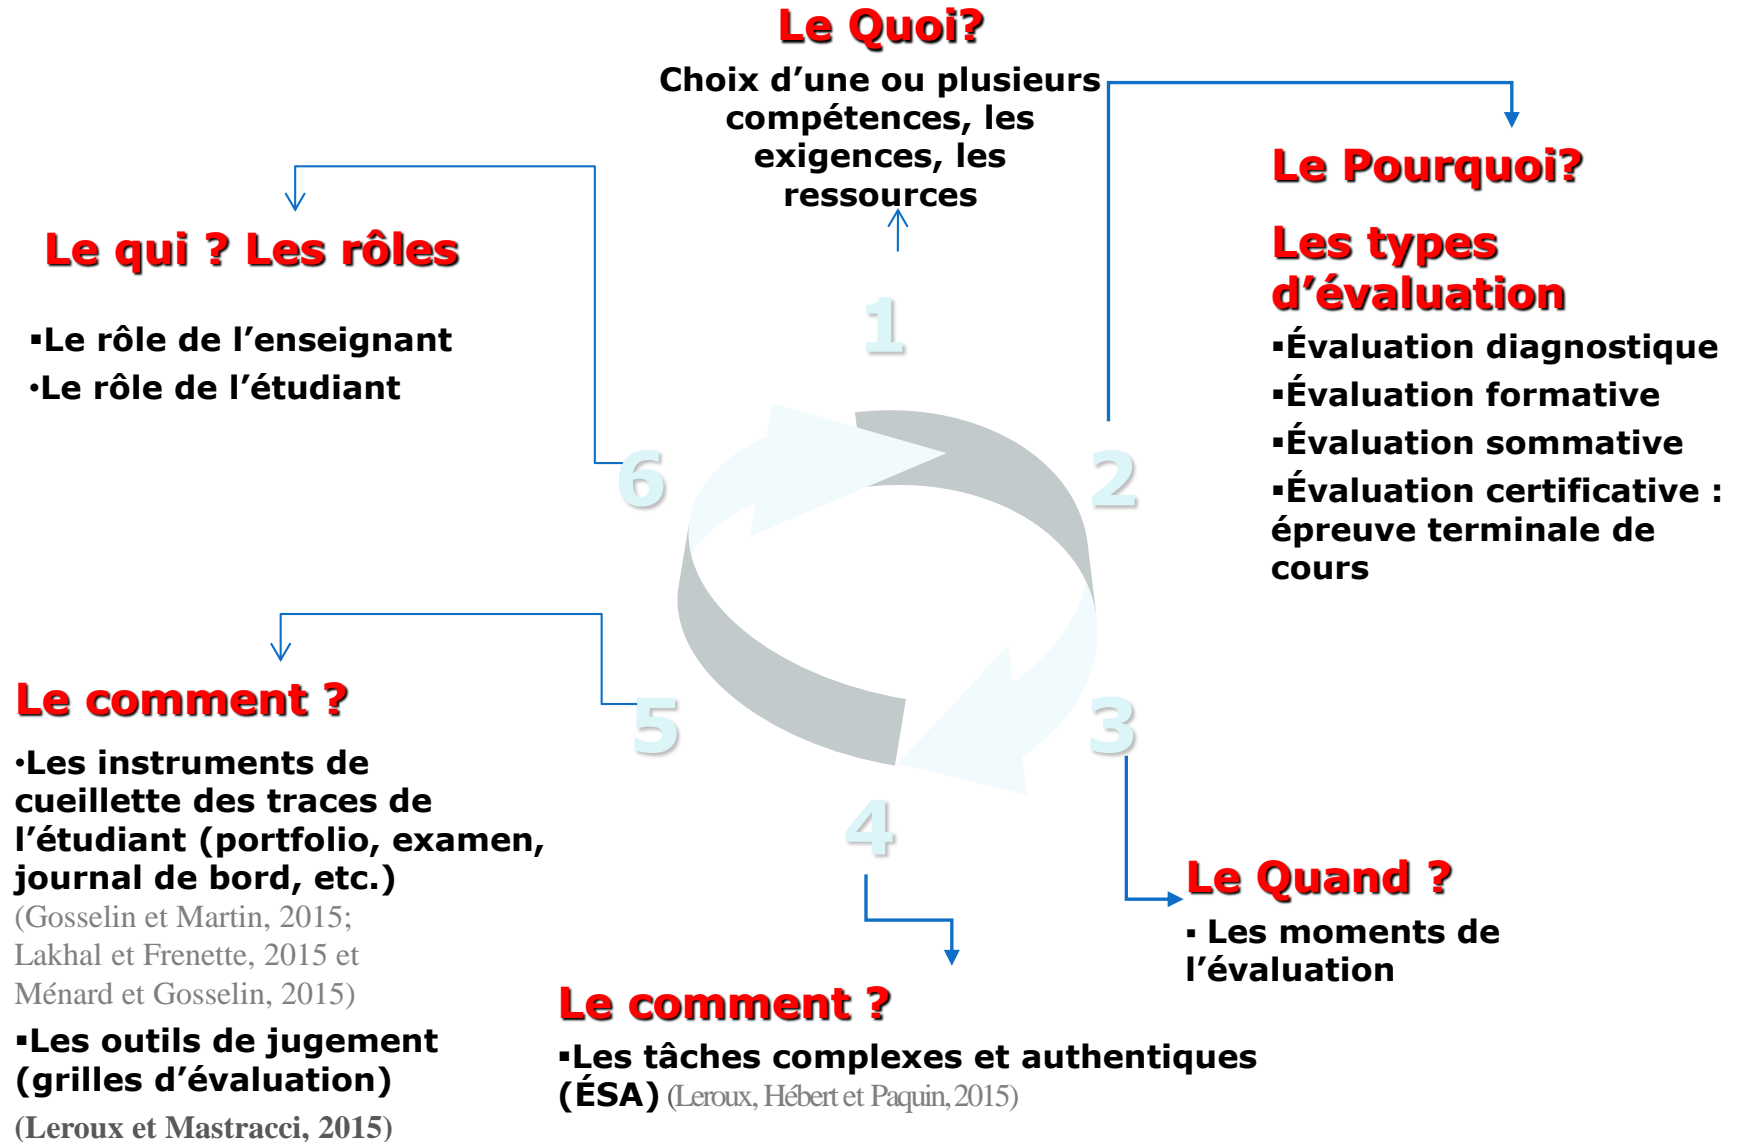 Le Quoi?
Choix d’une ou plusieurs
compétences, les
exigences, les
ressources
1
2
Le Pourquoi?
Les types
d’évaluation
▪Évaluation diagnostique
▪Évaluation formative
▪Évaluation sommative
▪Évaluation certificative :
épreuve terminale de
cours
3
Le Quand ?
▪ Les moments de
l’évaluation
4
Le comment ?
▪Les tâches complexes et authentiques
(ÉSA) (Leroux, Hébert et Paquin, 2015)
5
Le comment ?
•Les instruments de
cueillette des traces de
l’étudiant (portfolio, examen,
journal de bord, etc.)
(Gosselin et Martin, 2015;
Lakhal et Frenette, 2015 et
Ménard et Gosselin, 2015)
▪Les outils de jugement
(grilles d’évaluation)
(Leroux et Mastracci, 2015)
6
Le qui ? Les rôles
▪Le rôle de l’enseignant
•Le rôle de l’étudiant